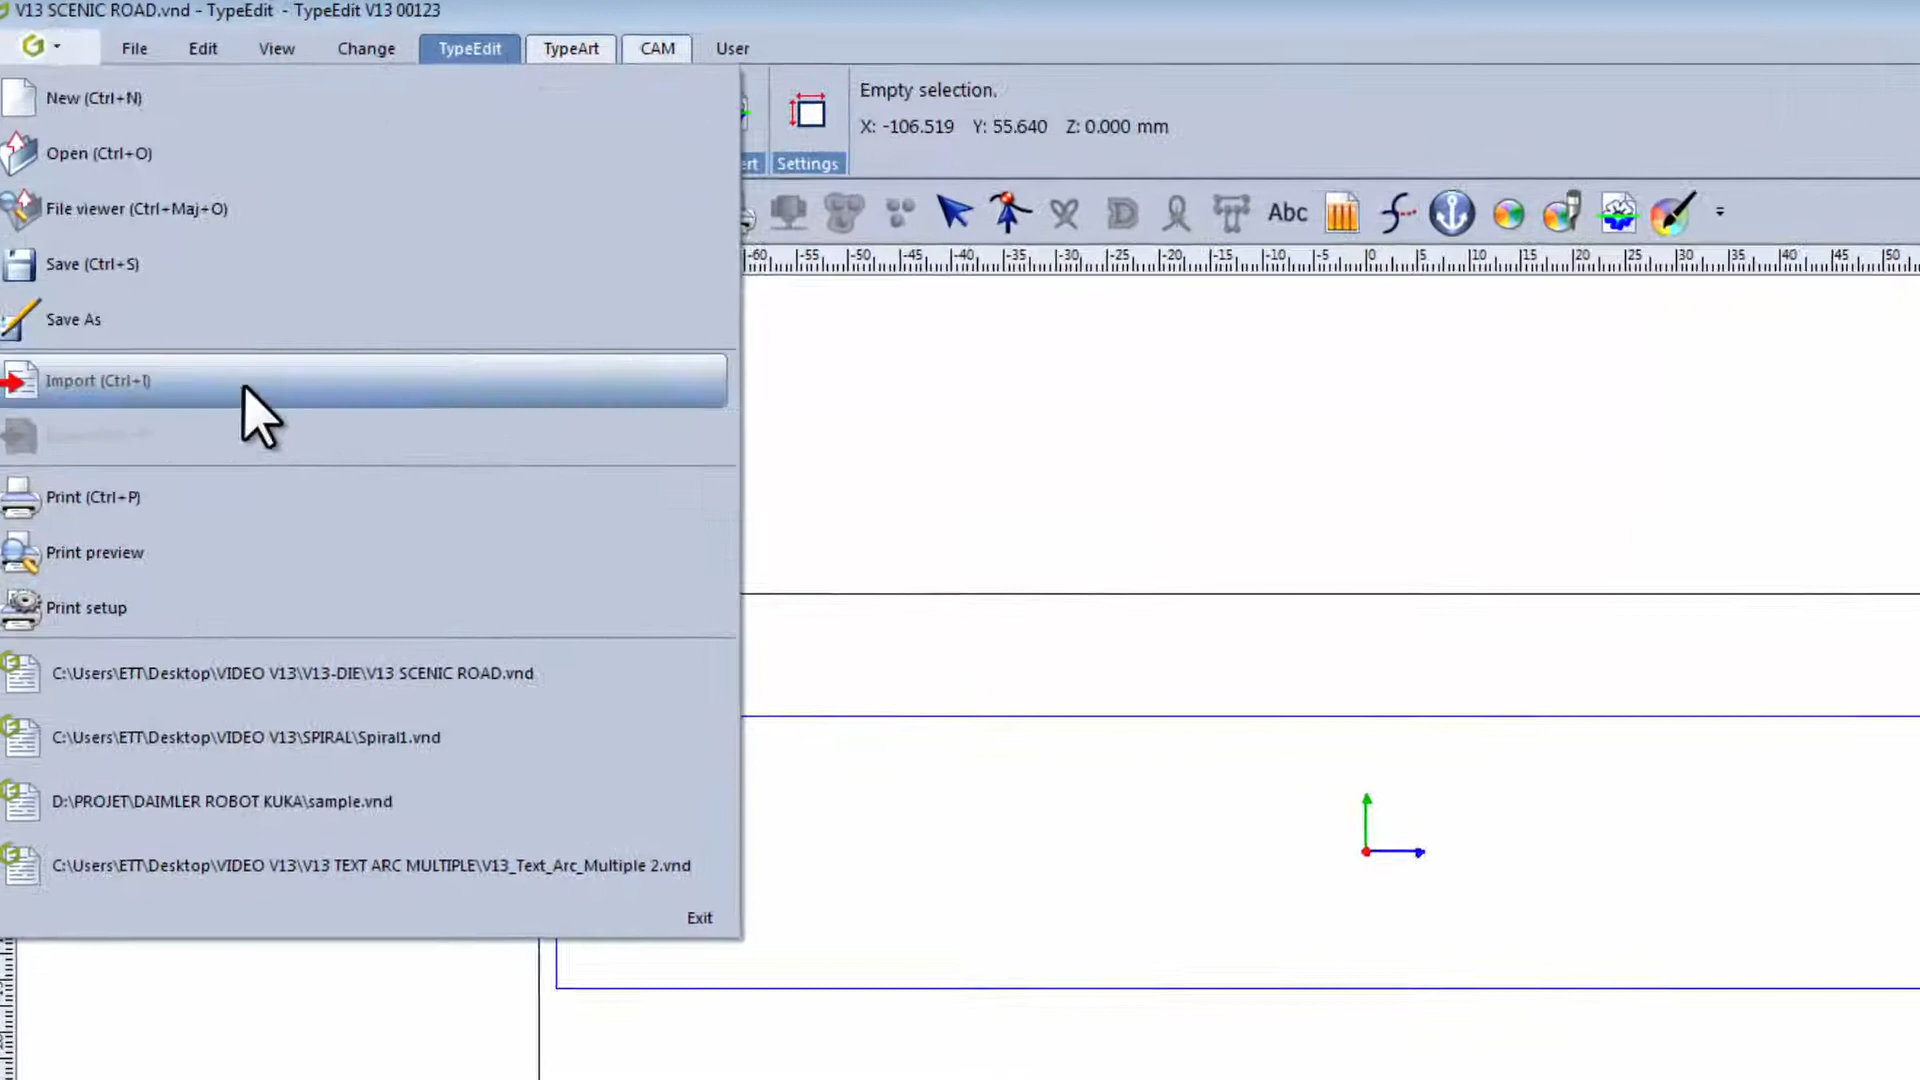 V13 SCENIC ROAD.vnd - TypeEdit - TypeEdit V13 00123
File Edit View Change TypeEdit TypeArt CAM User
New (Ctrl+N)
Open (Ctrl+O)
File viewer (Ctrl+Maj+O)
Save (Ctrl+S)
Save As
Import (Ctrl+I)
Print (Ctrl+P)
Print preview
Print setup
C:\Users\ETT\Desktop\VIDEO V13\V13-DIE\V13 SCENIC ROAD.vnd
C:\Users\ETT\Desktop\VIDEO V13\SPIRAL\Spiral1.vnd
D:\PROJET\DAIMLER ROBOT KUKA\sample.vnd
C:\Users\ETT\Desktop\VIDEO V13\V13 TEXT ARC MULTIPLE\V13_Text_Arc_Multiple 2.vnd
Exit
Empty selection.
X: -106.519 Y: 55.640 Z: 0.000 mm
Settings
Abc
-60 -55 -50 -45 -40 -35 -30 -25 -20 -15 -10 -5 0 5 10 15 20 25 30 35 40 45 50